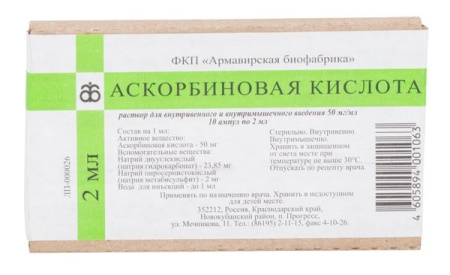 ФКП «Армавирская биофабрика»
АСКОРБИНОВАЯ КИСЛОТА
раствор для внутривенного и внутримышечного введения 50 мг/мл
10 ампул по 2 мл
Состав на 1 мл:
Активное вещество:
Аскорбиновая кислота - 50 мг
Вспомогательные вещества:
Натрий двууглекислый
(натрия гидрокарбонат) - 23,85 мг
Натрий пиросернистокислый
(натрия метабисульфит) - 2 мг
Вода для инъекций - до 1 мл
Стерильно. Внутривенно.
Внутримышечно.
Хранить в защищенном
от света месте при
температуре не выше 30°С.
Отпускать по рецепту врача.
Применять по назначению врача. Хранить в недоступном
для детей месте.
352212, Россия, Краснодарский край,
Новокубанский район, п. Прогресс,
ул. Мечникова, 11. Тел.: (86195) 2-11-15, факс 4-10-26.
2 мл
ЛП-000026
4 605894 001063